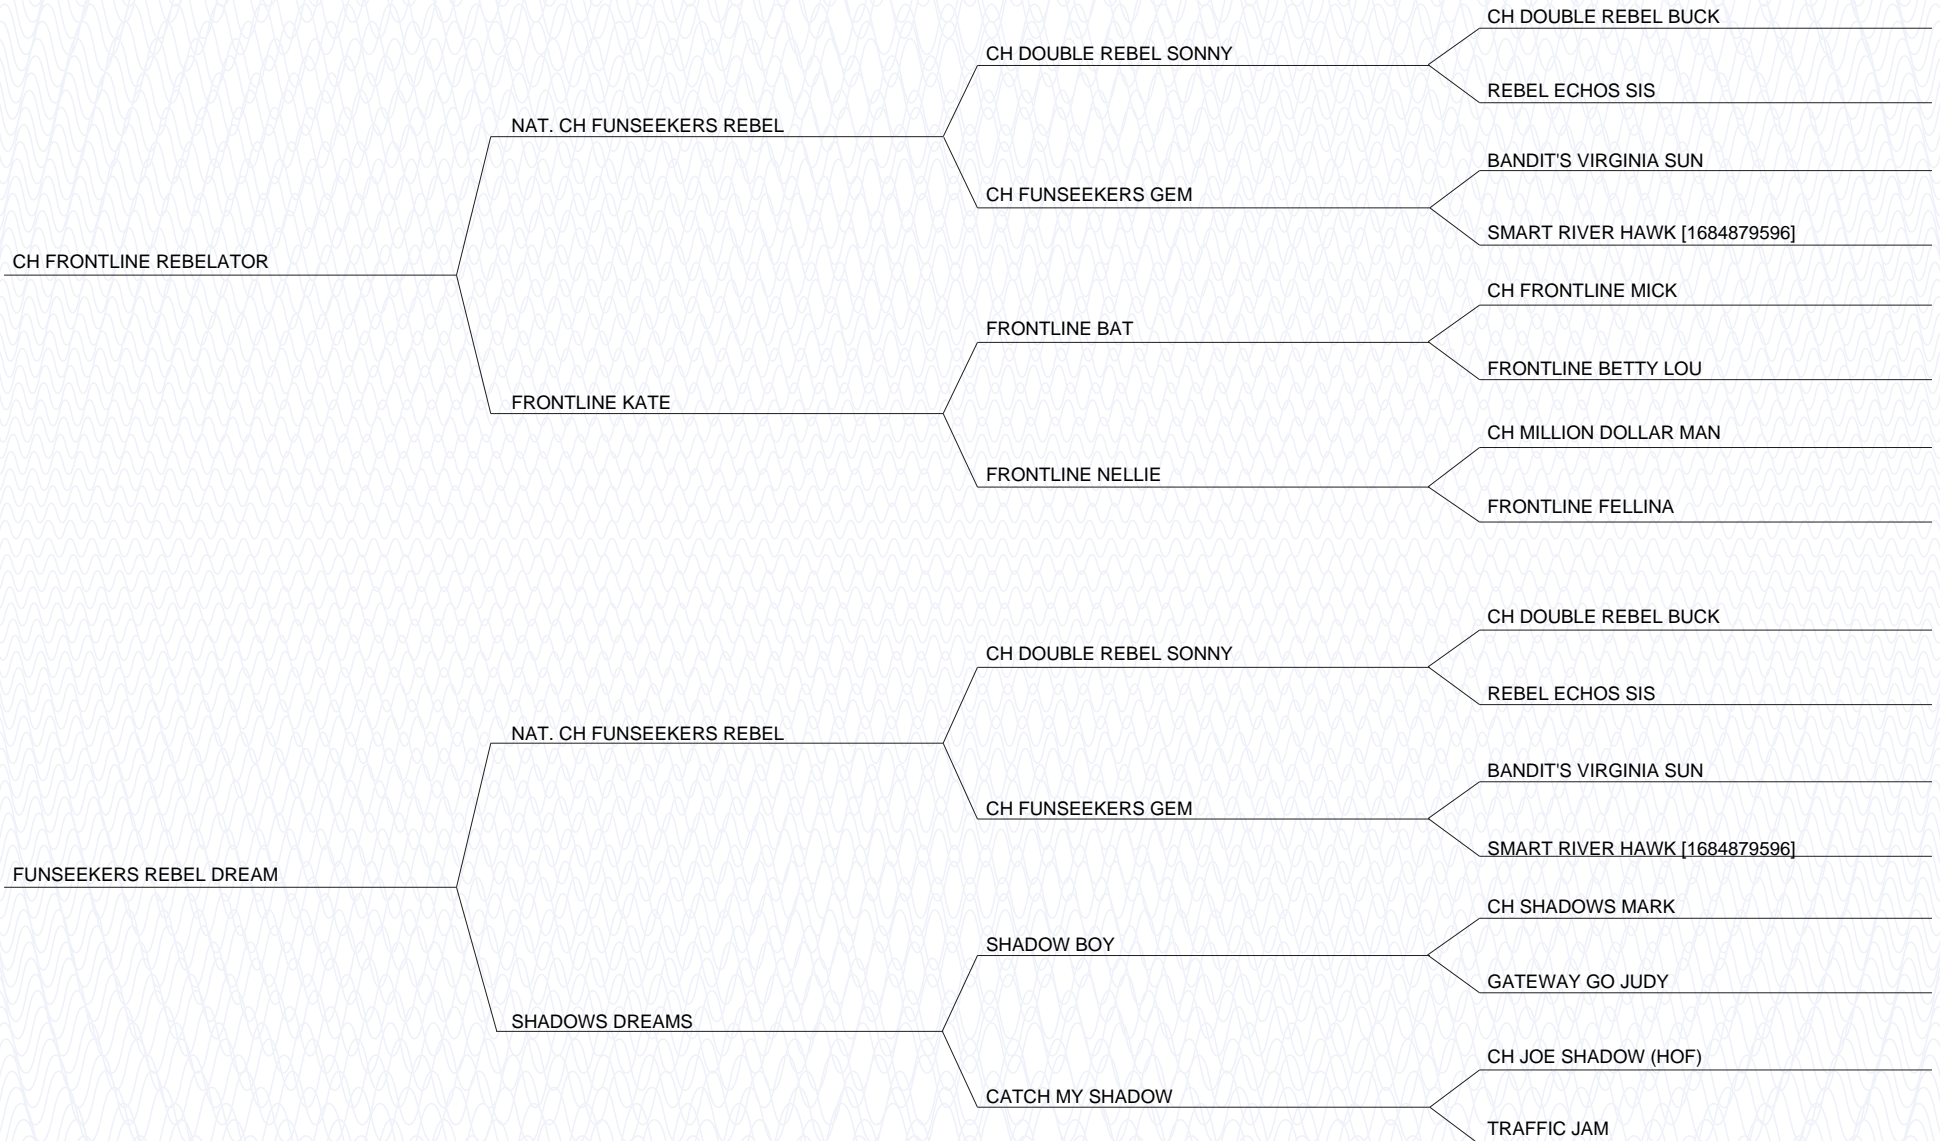 CH DOUBLE REBEL BUCK
CH DOUBLE REBEL SONNY
REBEL ECHOS SIS
NAT. CH FUNSEEKERS REBEL
BANDIT'S VIRGINIA SUN
CH FUNSEEKERS GEM
SMART RIVER HAWK [1684879596]
CH FRONTLINE REBELATOR
CH FRONTLINE MICK
FRONTLINE BAT
FRONTLINE BETTY LOU
FRONTLINE KATE
CH MILLION DOLLAR MAN
FRONTLINE NELLIE
FRONTLINE FELLINA
CH DOUBLE REBEL BUCK
CH DOUBLE REBEL SONNY
REBEL ECHOS SIS
NAT. CH FUNSEEKERS REBEL
BANDIT'S VIRGINIA SUN
CH FUNSEEKERS GEM
SMART RIVER HAWK [1684879596]
FUNSEEKERS REBEL DREAM
CH SHADOWS MARK
SHADOW BOY
GATEWAY GO JUDY
SHADOWS DREAMS
CH JOE SHADOW (HOF)
CATCH MY SHADOW
TRAFFIC JAM